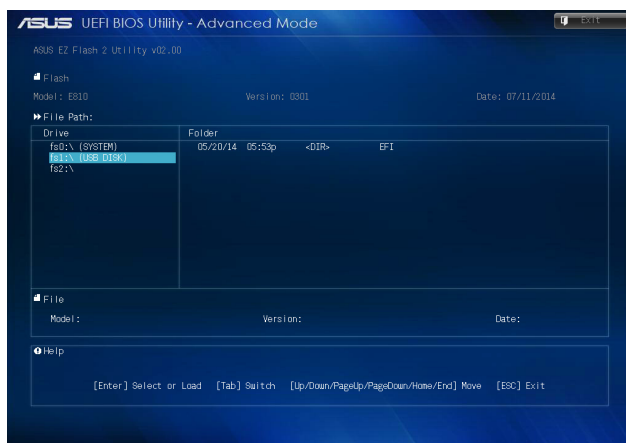 ASUS UEFI BIOS Utility - Advanced Mode Exit
ASUS EZ Flash 2 Utility v02.00
Flash
Model: E810 Version: 0301 Date: 07/11/2014
File Path:
Drive Folder
fs0:\ (SYSTEM) 05/20/14 05:53p <DIR> EFI
fs1:\ (USB DISK)
fs2:\
File
Model: Version: Date:
Help
[Enter] Select or Load [Tab] Switch [Up/Down/PageUp/PageDown/Home/End] Move [ESC] Exit